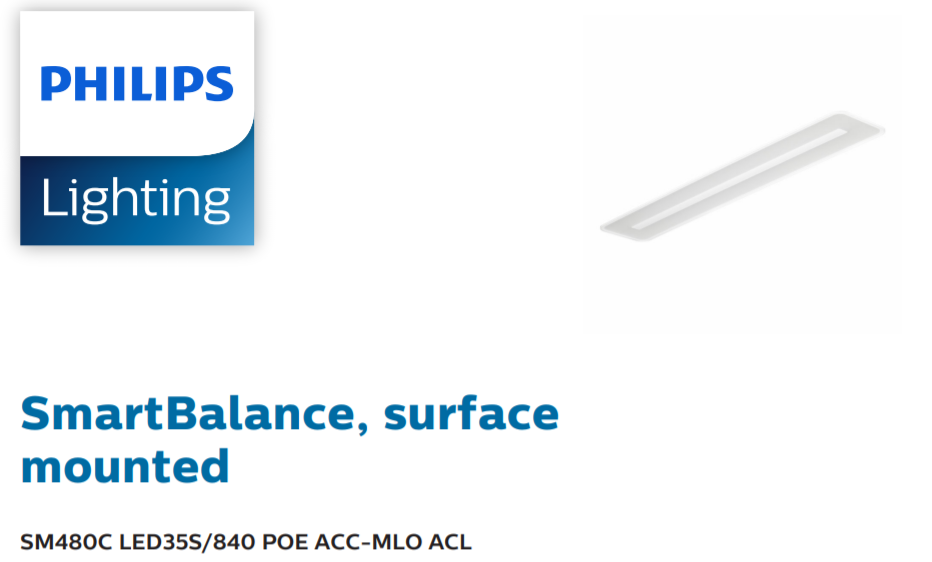 PHILIPS
Lighting
SmartBalance, surface
mounted
SM480C LED35S/840 POE ACC-MLO ACL